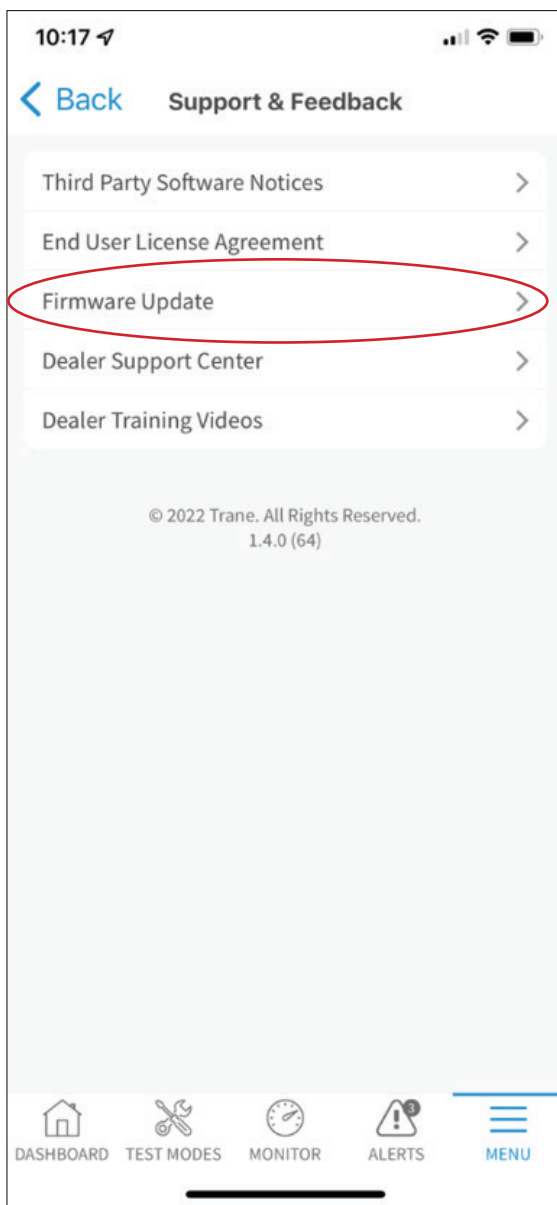 10:17
Back Support & Feedback
Third Party Software Notices
End User License Agreement
Firmware Update
Dealer Support Center
Dealer Training Videos
© 2022 Trane. All Rights Reserved.
1.4.0 (64)
3
DASHBOARD TEST MODES MONITOR ALERTS MENU